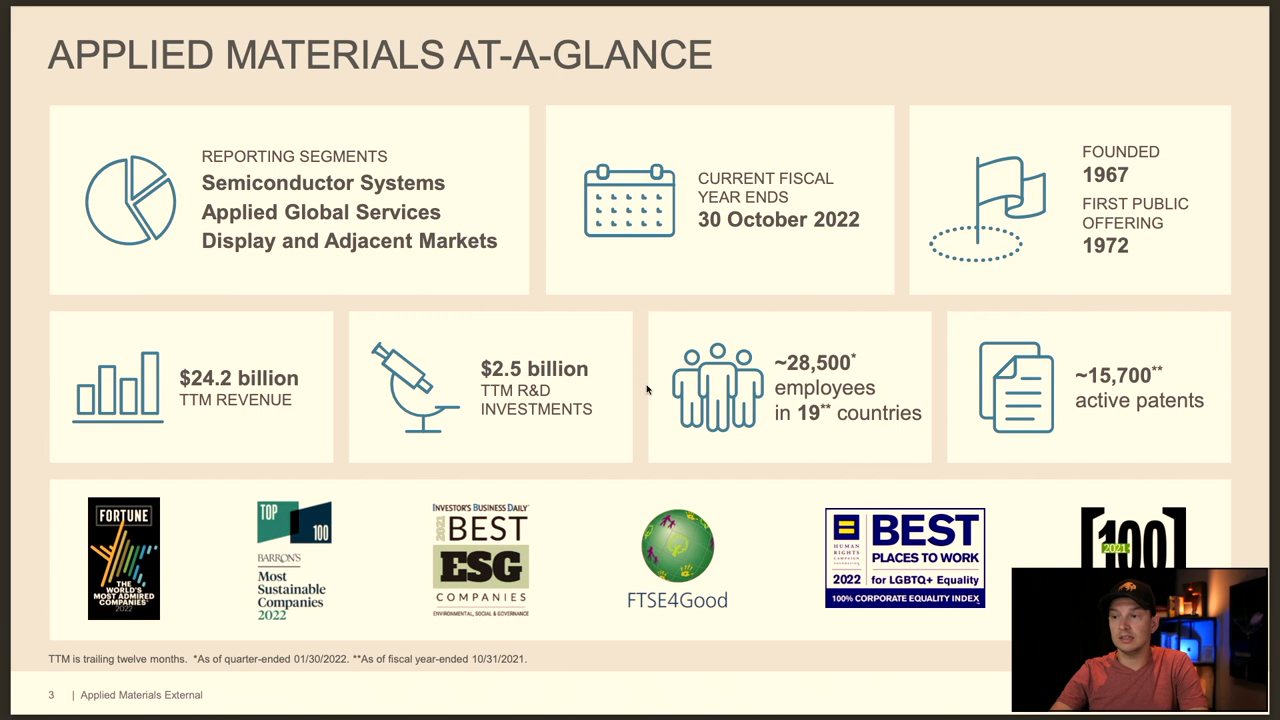 APPLIED MATERIALS AT-A-GLANCE
REPORTING SEGMENTS
Semiconductor Systems
Applied Global Services
Display and Adjacent Markets
CURRENT FISCAL
YEAR ENDS
30 October 2022
FOUNDED
1967
FIRST PUBLIC
OFFERING
1972
$24.2 billion
TTM REVENUE
$2.5 billion
TTM R&D
INVESTMENTS
~28,500*
employees
in 19** countries
~15,700**
active patents
FORTUNE
THE
WORLD'S
MOST ADMIRED
COMPANIES
2022
TOP
100
BARRON'S
Most
Sustainable
Companies
2022
INVESTOR'S BUSINESS DAILY
2021
BEST
ESG
COMPANIES
ENVIRONMENTAL, SOCIAL & GOVERNANCE
FTSE4Good
HUMAN
RIGHTS
CAMPAIGN
BEST
PLACES TO WORK
2022 for LGBTQ+ Equality
100% CORPORATE EQUALITY INDEX
[100]
2021
TTM is trailing twelve months. *As of quarter-ended 01/30/2022. **As of fiscal year-ended 10/31/2021.
3 | Applied Materials External